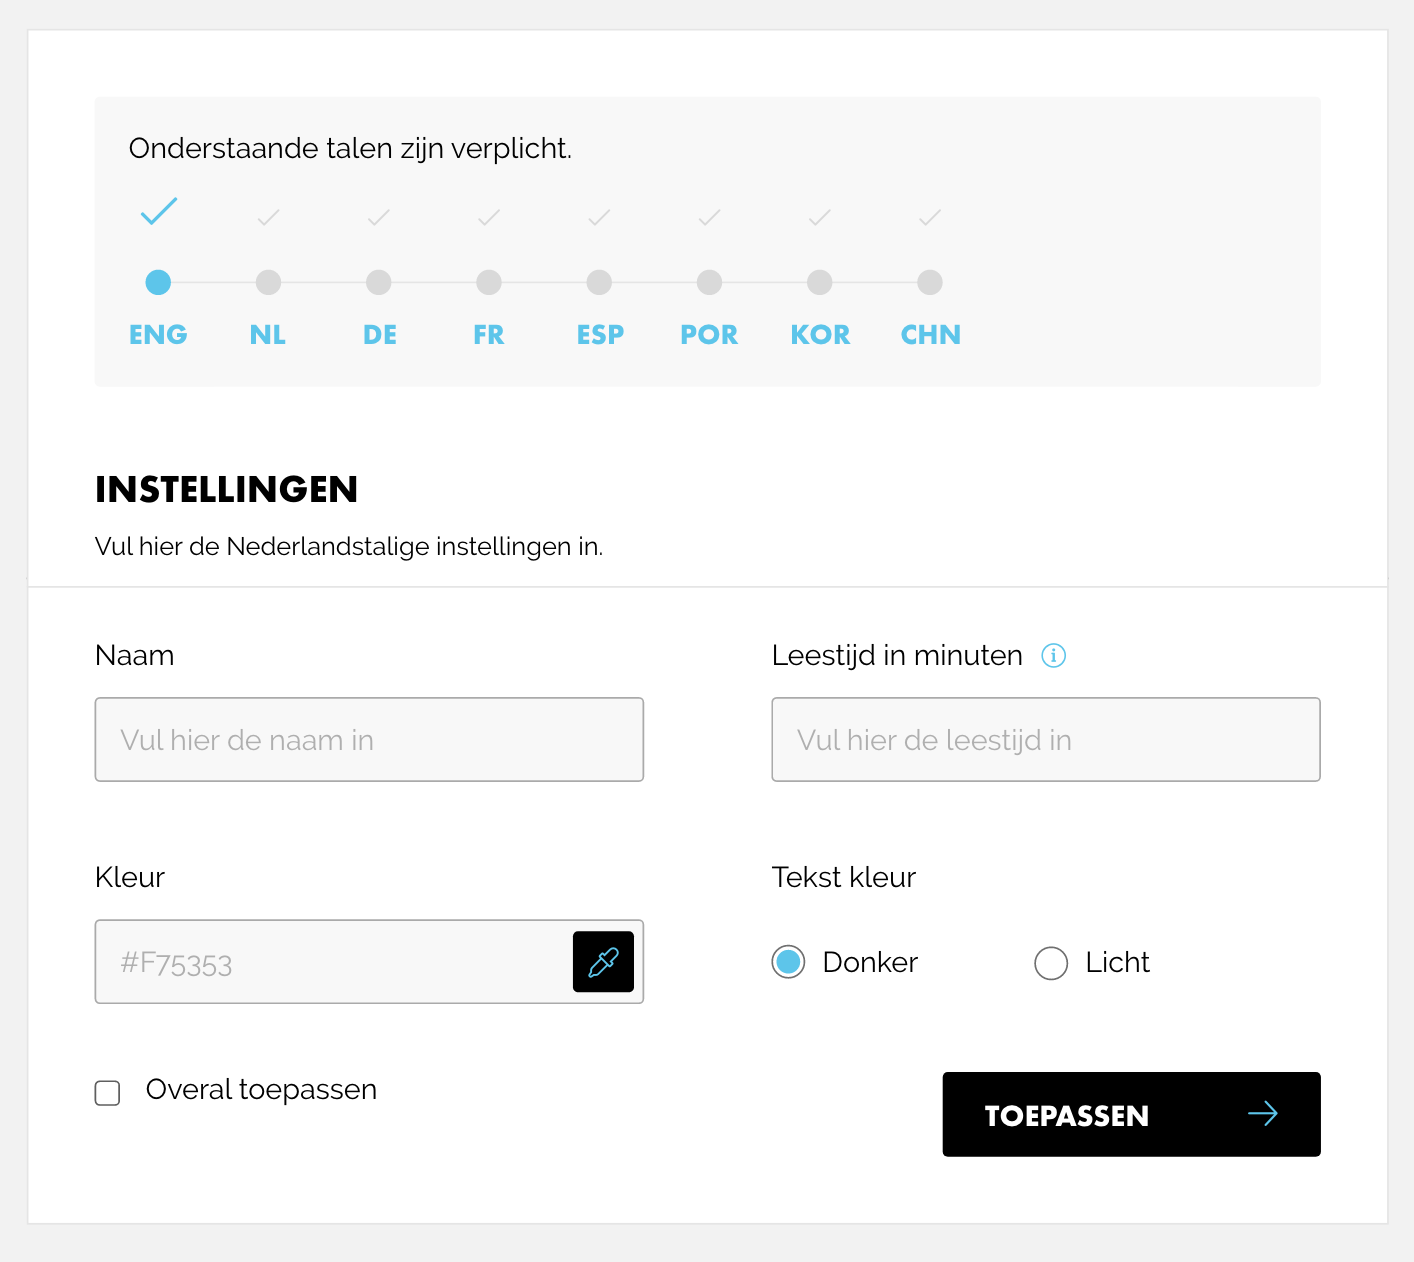 Onderstaande talen zijn verplicht.
ENG NL DE FR ESP POR KOR CHN
INSTELLINGEN
Vul hier de Nederlandstalige instellingen in.
Naam
Vul hier de naam in
Leestijd in minuten
Vul hier de leestijd in
Kleur
#F75353
Tekst kleur
Donker Licht
Overal toepassen
TOEPASSEN